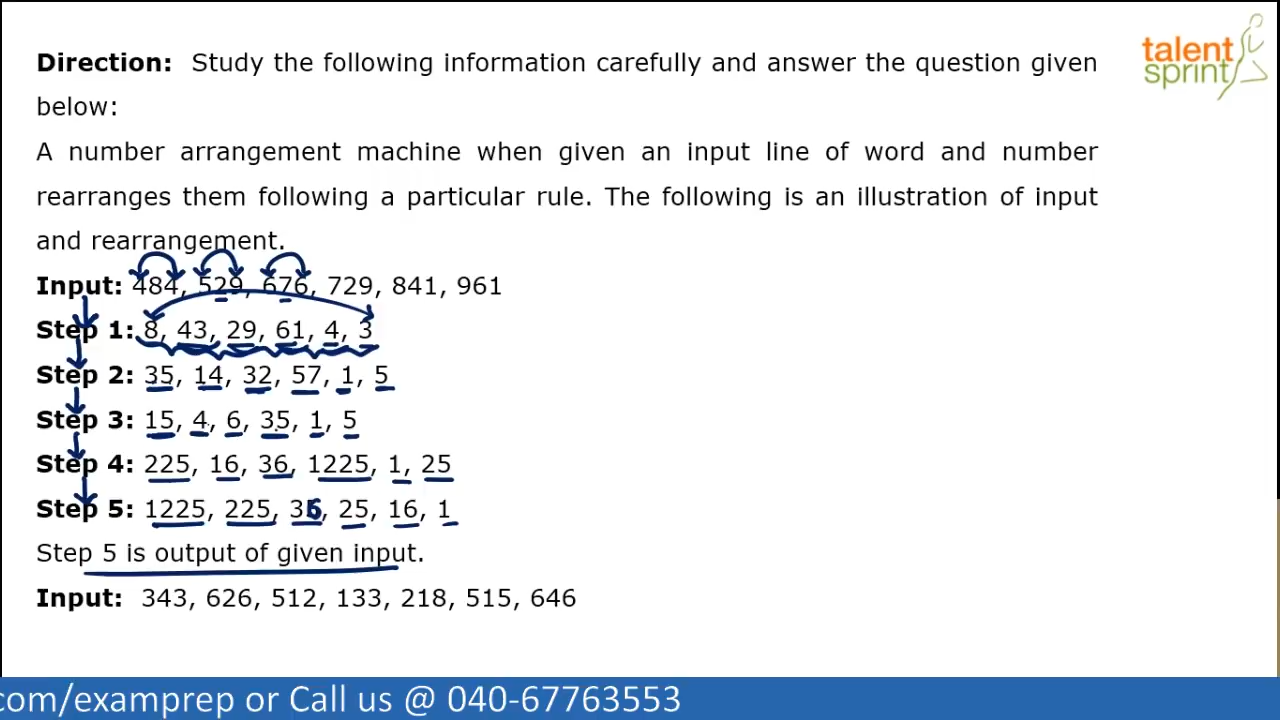 talent
sprint
Direction: Study the following information carefully and answer the question given
below:
A number arrangement machine when given an input line of word and number
rearranges them following a particular rule. The following is an illustration of input
and rearrangement.
Input: 484, 529, 676, 729, 841, 961
Step 1: 8, 43, 29, 61, 4, 3
Step 2: 35, 14, 32, 57, 1, 5
Step 3: 15, 4, 6, 35, 1, 5
Step 4: 225, 16, 36, 1225, 1, 25
Step 5: 1225, 225, 36, 25, 16, 1
Step 5 is output of given input.
Input: 343, 626, 512, 133, 218, 515, 646
com/examprep or Call us @ 040-67763553